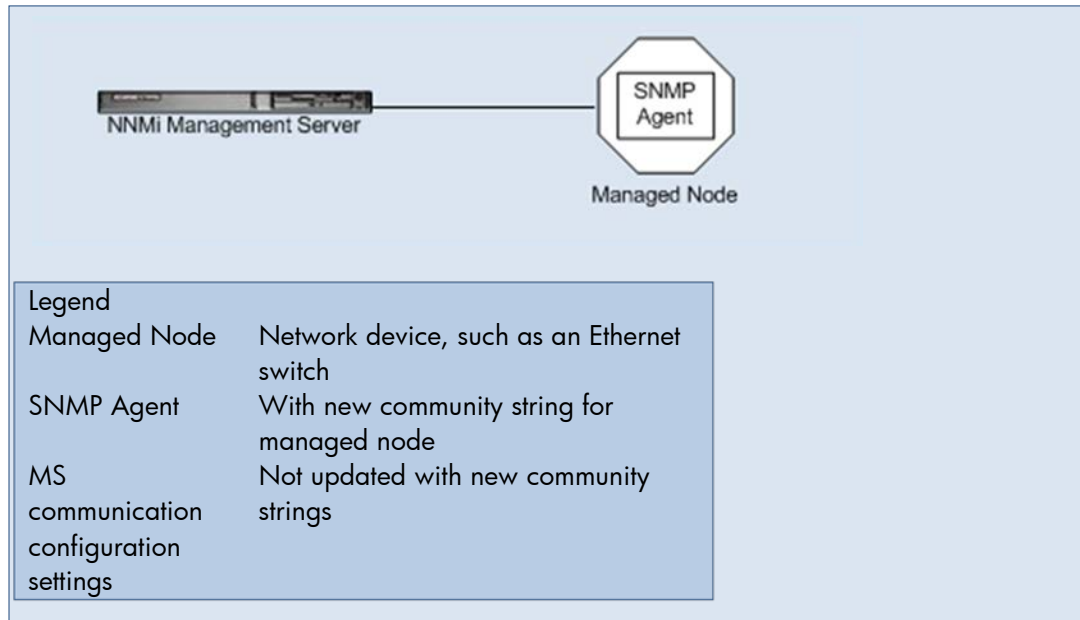 SNMP
Agent
NNMi Management Server
Managed Node
Legend
Managed Node Network device, such as an Ethernet
switch
SNMP Agent With new community string for
managed node
MS Not updated with new community
communication strings
configuration
settings